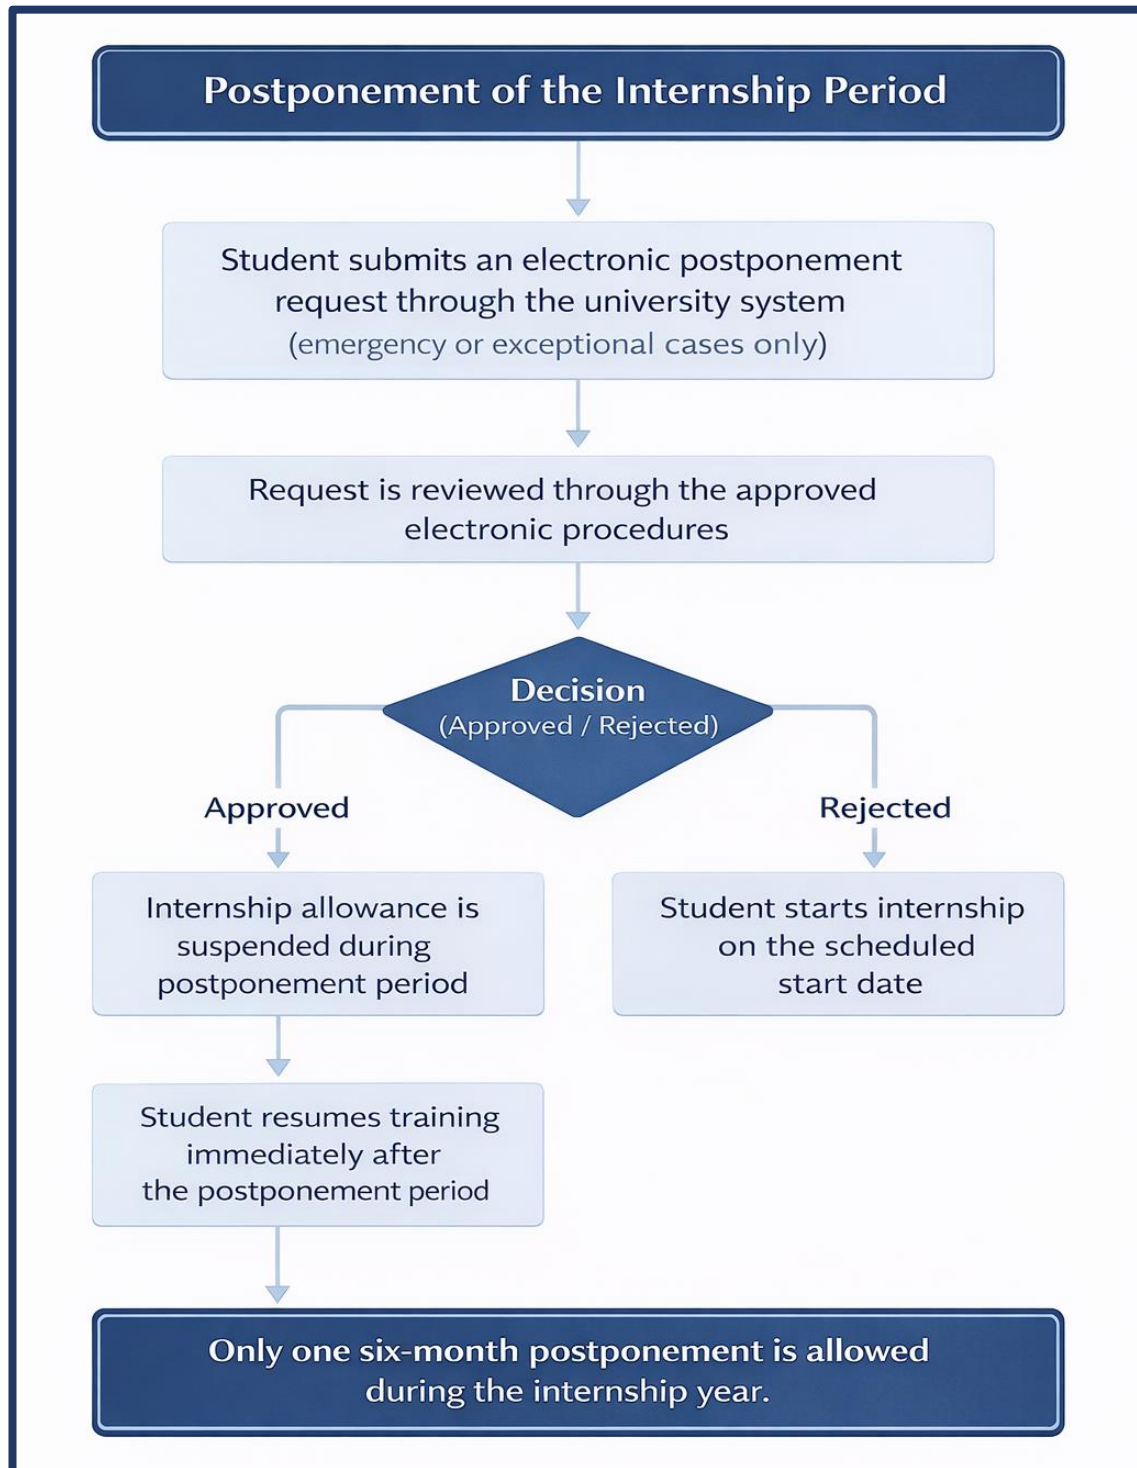 Postponement of the Internship Period
Student submits an electronic postponement
request through the university system
(emergency or exceptional cases only)
Request is reviewed through the approved
electronic procedures
Decision
(Approved / Rejected)
Approved
Rejected
Internship allowance is
suspended during
postponement period
Student starts internship
on the scheduled
start date
Student resumes training
immediately after
the postponement period
Only one six-month postponement is allowed
during the internship year.